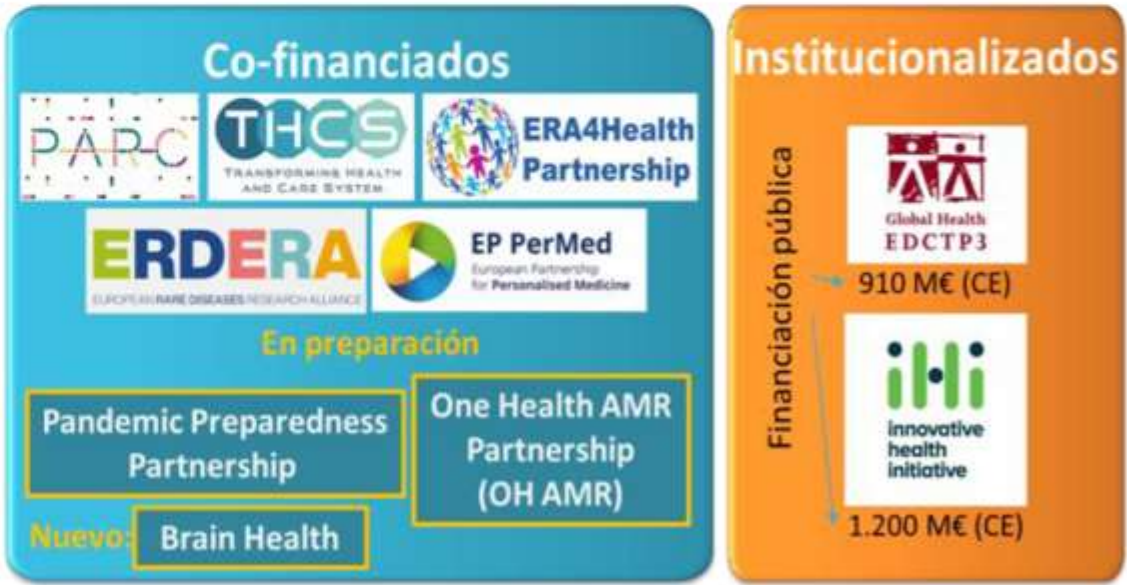 Co-financiados
PARC
THCS
TRANSFORMING HEALTH
AND CARE SYSTEM
ERA4Health
Partnership
ERDERA
EUROPEAN RARE DISEASES RESEARCH ALLIANCE
EP PerMed
European Partnership
for Personalised Medicine
En preparación
Pandemic Preparedness
Partnership
One Health AMR
Partnership
(OH AMR)
Nuevo:
Brain Health
Institucionalizados
Financiación pública
Global Health
EDCTP3
910 M€ (CE)
iHi
innovative
health
initiative
1.200 M€ (CE)